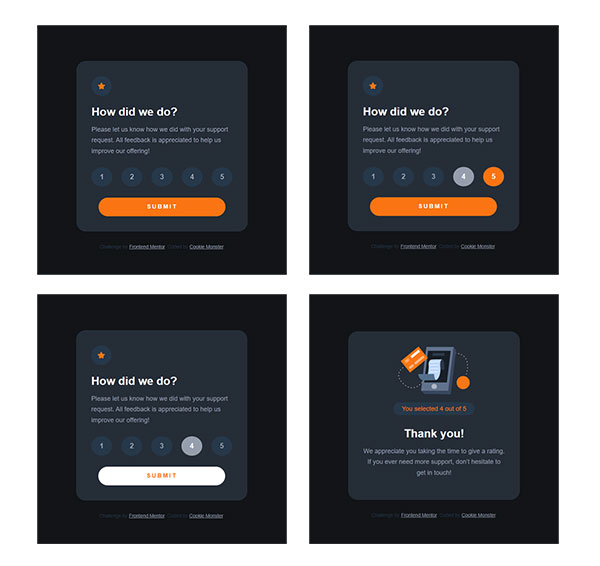 How did we do?
Please let us know how we did with your support
request. All feedback is appreciated to help us
improve our offering!
1 2 3 4 5
SUBMIT
Challenge by Frontend Mentor. Coded by Cookie Monster
How did we do?
Please let us know how we did with your support
request. All feedback is appreciated to help us
improve our offering!
1 2 3 4 5
SUBMIT
Challenge by Frontend Mentor. Coded by Cookie Monster
How did we do?
Please let us know how we did with your support
request. All feedback is appreciated to help us
improve our offering!
1 2 3 4 5
SUBMIT
Challenge by Frontend Mentor. Coded by Cookie Monster
You selected 4 out of 5
Thank you!
We appreciate you taking the time to give a rating.
If you ever need more support, don't hesitate to
get in touch!
Challenge by Frontend Mentor. Coded by Cookie Monster